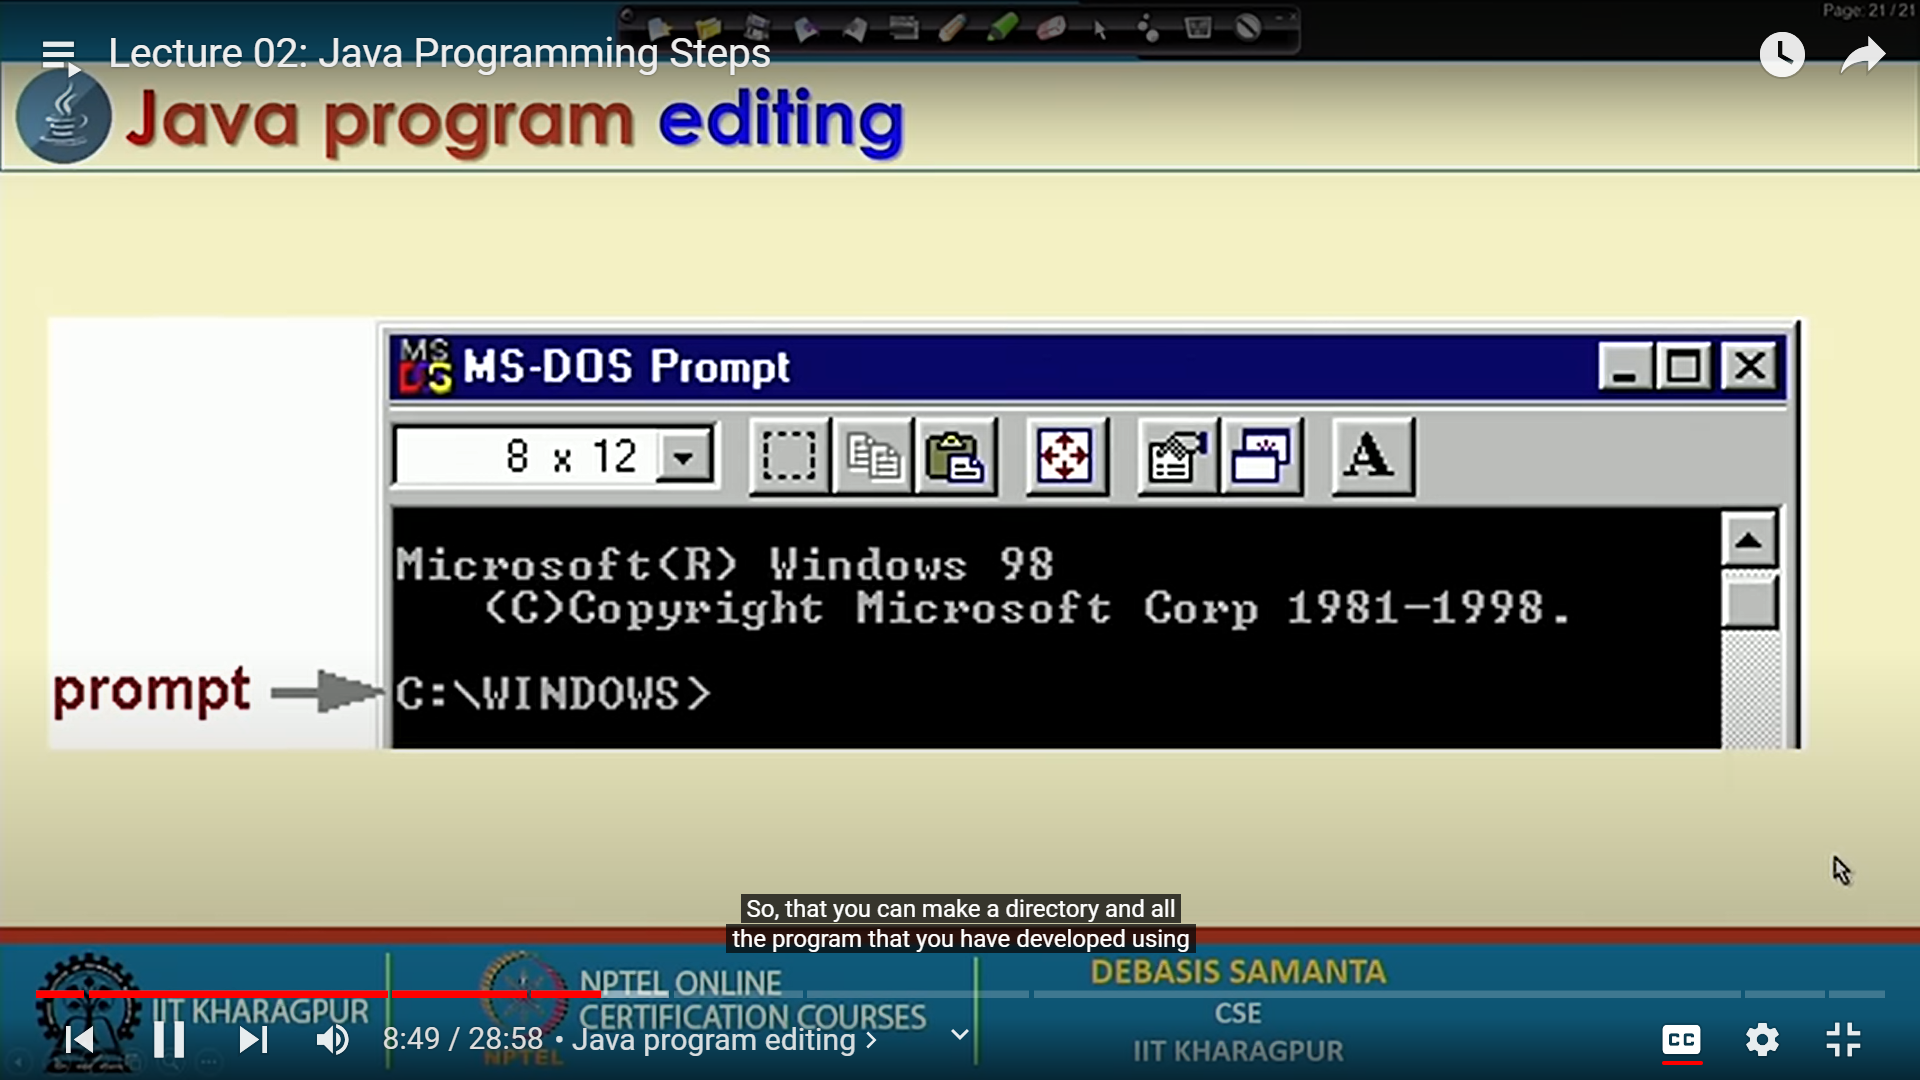 Page: 21/21
Lecture 02: Java Programming Steps
Java program editing
MS-DOS Prompt
8 x 12
A
Microsoft(R) Windows 98
(C)Copyright Microsoft Corp 1981-1998.
prompt
C:\WINDOWS>
So, that you can make a directory and all
the program that you have developed using
IIT KHARAGPUR
NPTEL
NPTEL ONLINE
CERTIFICATION COURSES
DEBASIS SAMANTA
CSE
IIT KHARAGPUR
8:49 / 28:58 • Java program editing >
CC